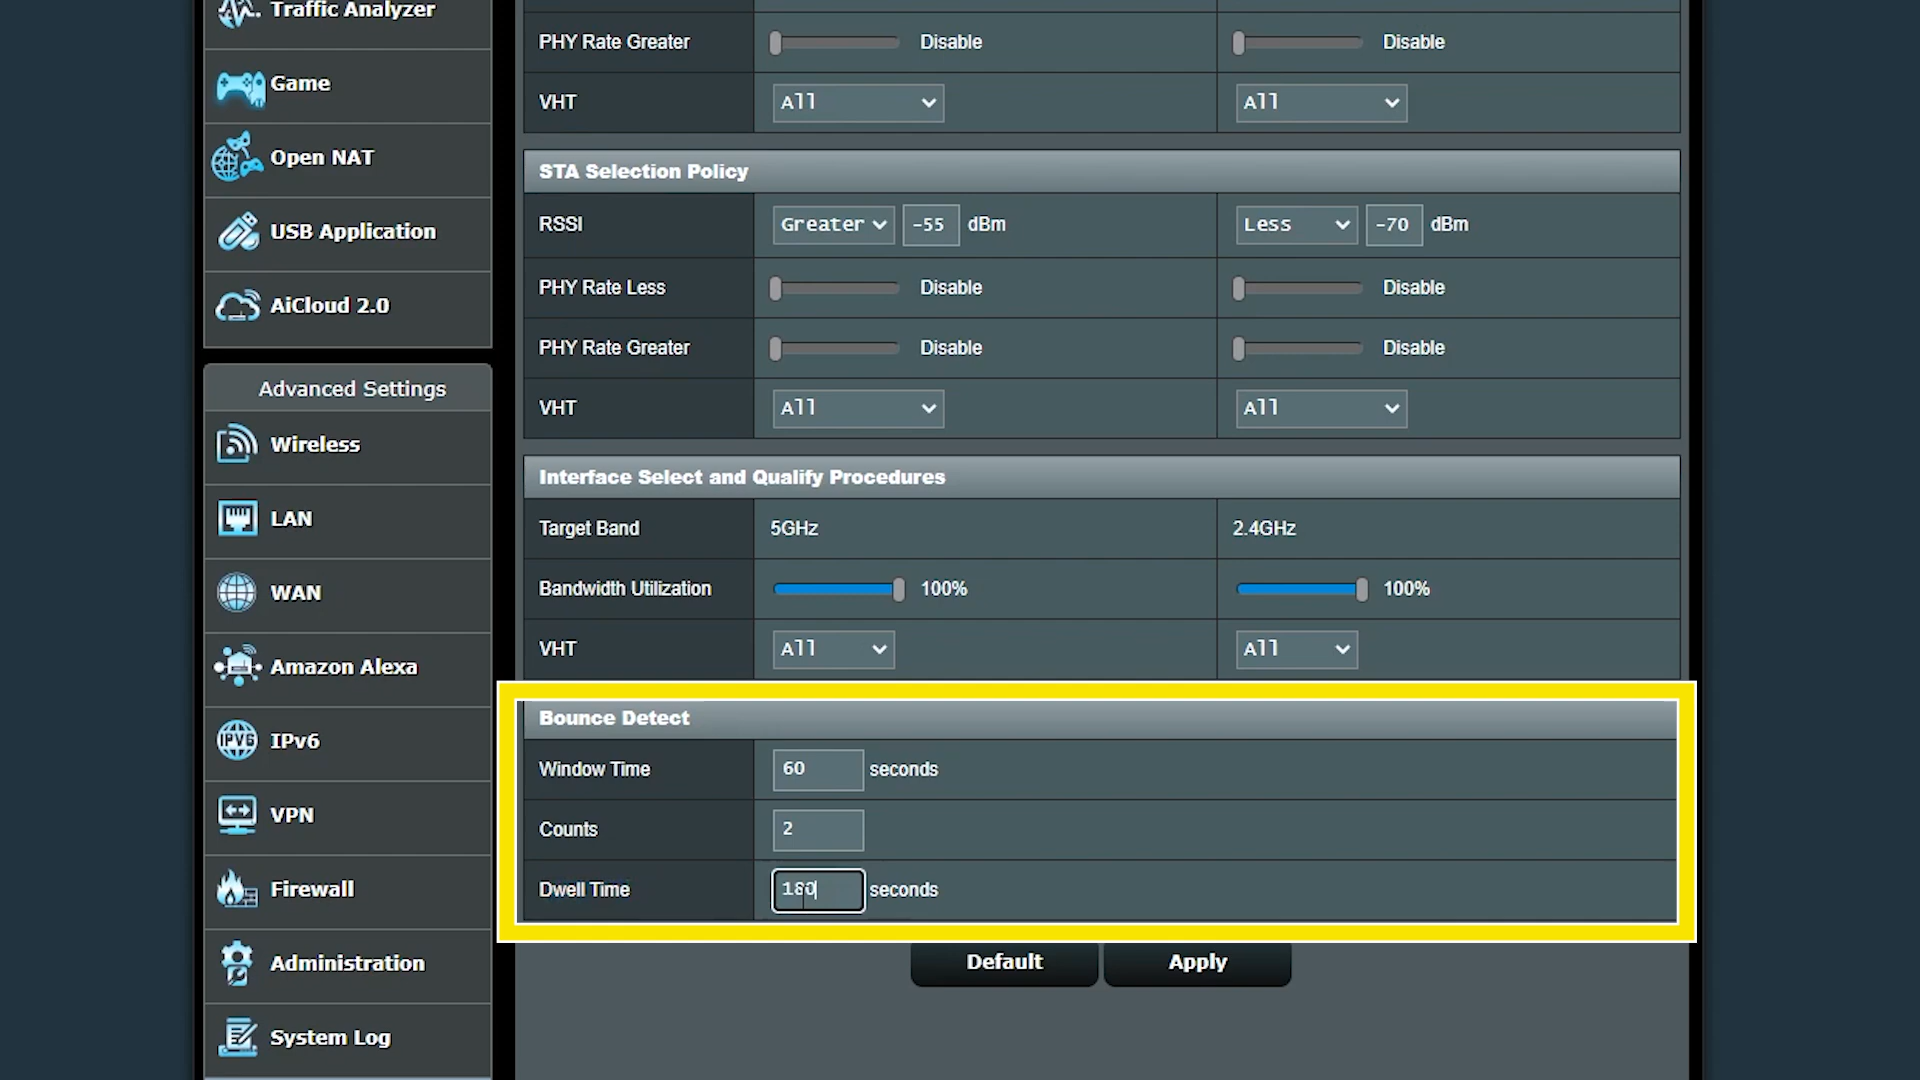 Traffic Analyzer
Game
Open NAT
USB Application
AiCloud 2.0
Advanced Settings
Wireless
LAN
WAN
Amazon Alexa
IPV6 IPv6
VPN
Firewall
Administration
System Log
PHY Rate Greater Disable Disable
VHT All All
STA Selection Policy
RSSI Greater -55 dBm Less -70 dBm
PHY Rate Less Disable Disable
PHY Rate Greater Disable Disable
VHT All All
Interface Select and Qualify Procedures
Target Band 5GHz 2.4GHz
Bandwidth Utilization 100% 100%
VHT All All
Bounce Detect
Window Time 60 seconds
Counts 2
Dwell Time 180 seconds
Default Apply